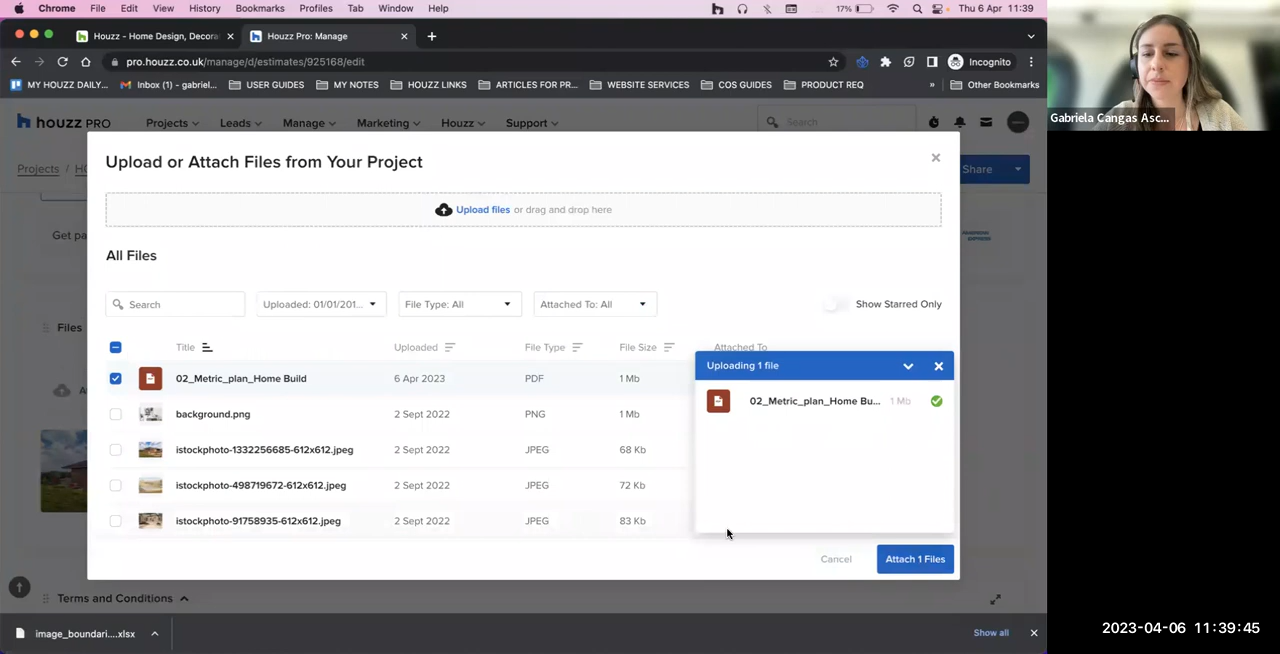 Chrome File Edit View History Bookmarks Profiles Tab Window Help 17% Thu 6 Apr 11:39
Houzz - Home Design, Decora Houzz Pro: Manage
pro.houzz.co.uk/manage/d/estimates/925168/edit Incognito
MY HOUZZ DAILY... Inbox (1) - gabriel... USER GUIDES MY NOTES HOUZZ LINKS ARTICLES FOR PR... WEBSITE SERVICES COS GUIDES PRODUCT REQ » Other Bookmarks
Gabriela Cangas Asc...
houzz PRO Projects Leads Manage Marketing Houzz Support Search
Upload or Attach Files from Your Project
Projects / HO Share
Upload files or drag and drop here
Get pa
All Files
Search Uploaded: 01/01/201... File Type: All Attached To: All Show Starred Only
Files
Title Uploaded File Type File Size Attached To
Uploading 1 file
02_Metric_plan_Home Build 6 Apr 2023 PDF 1 Mb
02_Metric_plan_Home Bu... 1 Mb
background.png 2 Sept 2022 PNG 1 Mb
istockphoto-1332256685-612x612.jpeg 2 Sept 2022 JPEG 68 Kb
istockphoto-498719672-612x612.jpeg 2 Sept 2022 JPEG 72 Kb
istockphoto-91758935-612x612.jpeg 2 Sept 2022 JPEG 83 Kb
Cancel Attach 1 Files
Terms and Conditions
image_boundari....xlsx Show all
2023-04-06 11:39:45